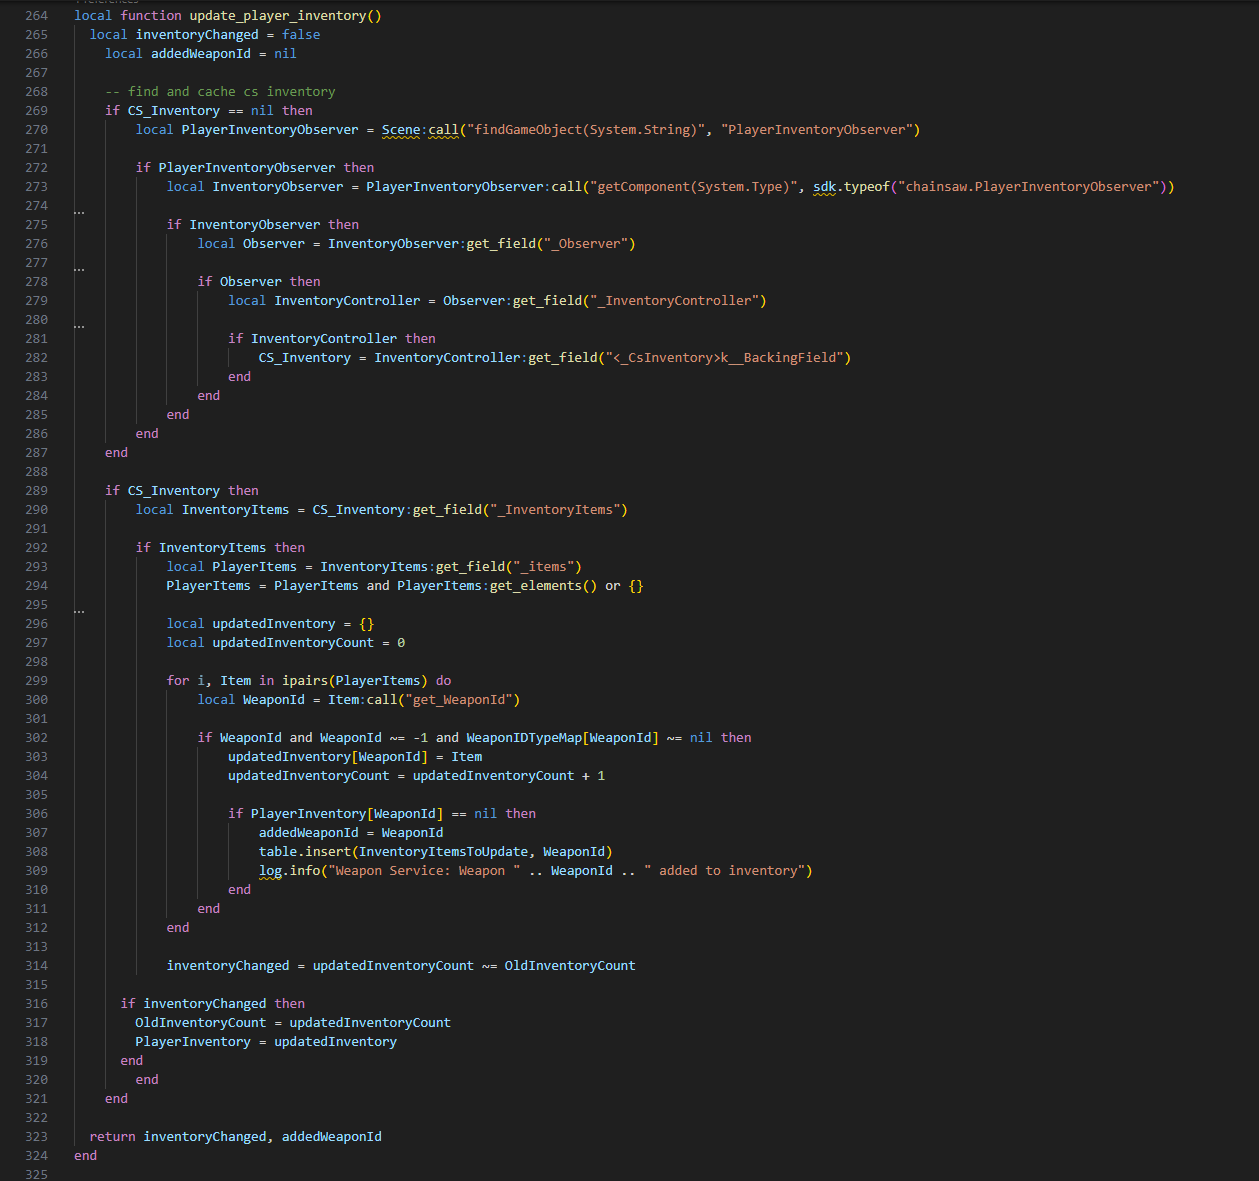 264 local function update_player_inventory()
265 local inventoryChanged = false
266 local addedWeaponId = nil
267
268 -- find and cache cs inventory
269 if CS_Inventory == nil then
270 local PlayerInventoryObserver = Scene:call("findGameObject(System.String)", "PlayerInventoryObserver")
271
272 if PlayerInventoryObserver then
273 local InventoryObserver = PlayerInventoryObserver:call("getComponent(System.Type)", sdk.typeof("chainsaw.PlayerInventoryObserver"))
274 ...
275 if InventoryObserver then
276 local Observer = InventoryObserver:get_field("_Observer")
277 ...
278 if Observer then
279 local InventoryController = Observer:get_field("_InventoryController")
280 ...
281 if InventoryController then
282 CS_Inventory = InventoryController:get_field("<_CsInventory>k__BackingField")
283 end
284 end
285 end
286 end
287 end
288
289 if CS_Inventory then
290 local InventoryItems = CS_Inventory:get_field("_InventoryItems")
291
292 if InventoryItems then
293 local PlayerItems = InventoryItems:get_field("_items")
294 PlayerItems = PlayerItems and PlayerItems:get_elements() or {}
295 ...
296 local updatedInventory = {}
297 local updatedInventoryCount = 0
298
299 for i, Item in ipairs(PlayerItems) do
300 local WeaponId = Item:call("get_WeaponId")
301
302 if WeaponId and WeaponId ~= -1 and WeaponIDTypeMap[WeaponId] ~= nil then
303 updatedInventory[WeaponId] = Item
304 updatedInventoryCount = updatedInventoryCount + 1
305
306 if PlayerInventory[WeaponId] == nil then
307 addedWeaponId = WeaponId
308 table.insert(InventoryItemsToUpdate, WeaponId)
309 log.info("Weapon Service: Weapon " .. WeaponId .. " added to inventory")
310 end
311 end
312 end
313
314 inventoryChanged = updatedInventoryCount ~= OldInventoryCount
315
316 if inventoryChanged then
317 OldInventoryCount = updatedInventoryCount
318 PlayerInventory = updatedInventory
319 end
320 end
321 end
322
323 return inventoryChanged, addedWeaponId
324 end
325